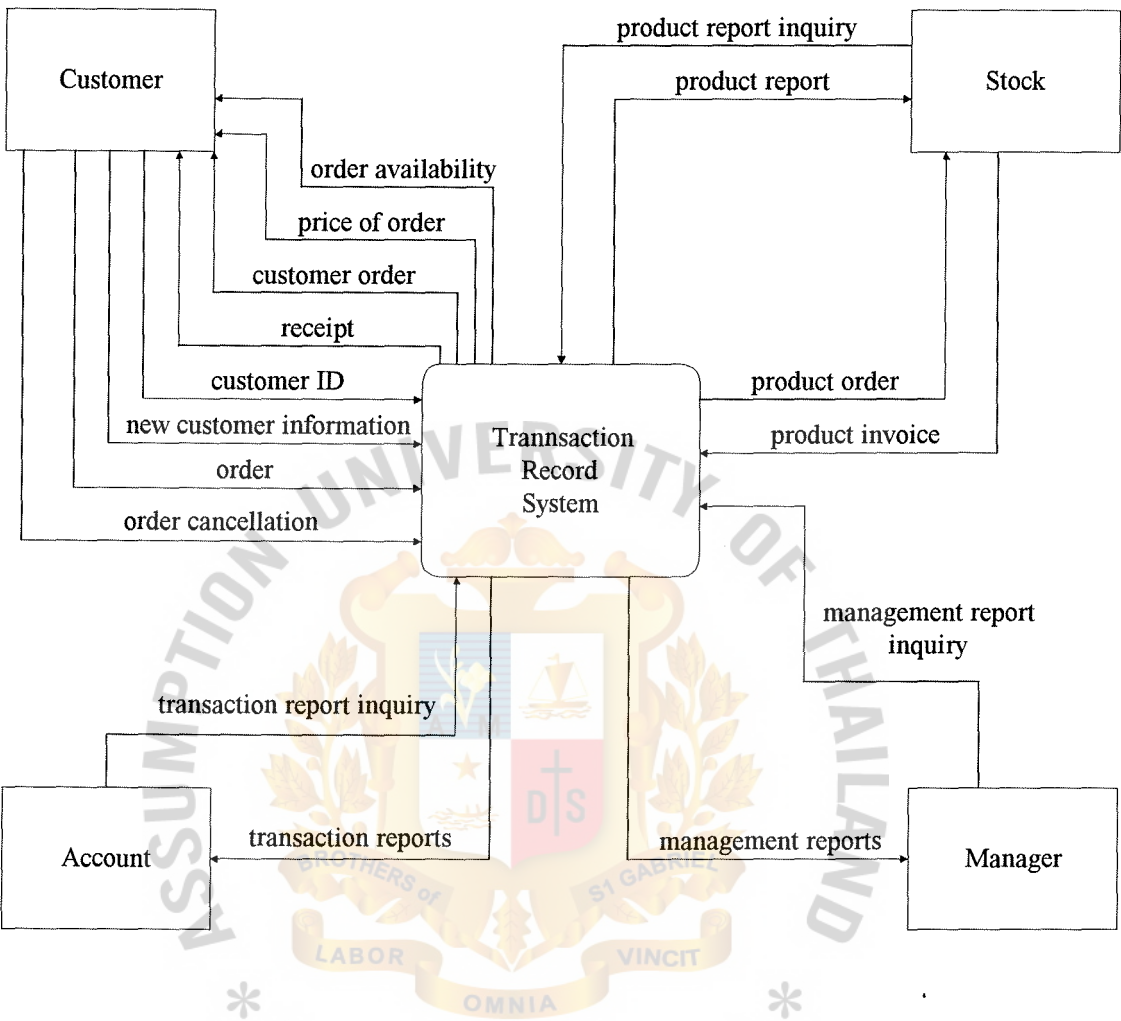 product report inquiry
Customer
product report
Stock
order availability
price of order
customer order
receipt
customer ID
product order
new customer information
Trannsaction
Record
System
product invoice
order
order cancellation
management report
inquiry
transaction report inquiry
Account
transaction reports
management reports
Manager
ASSUMPTION UNIVERSITY OF THAILAND
A M
D S
BROTHERS of
S1 GABRIEL
LABOR
VINCIT
OMNIA